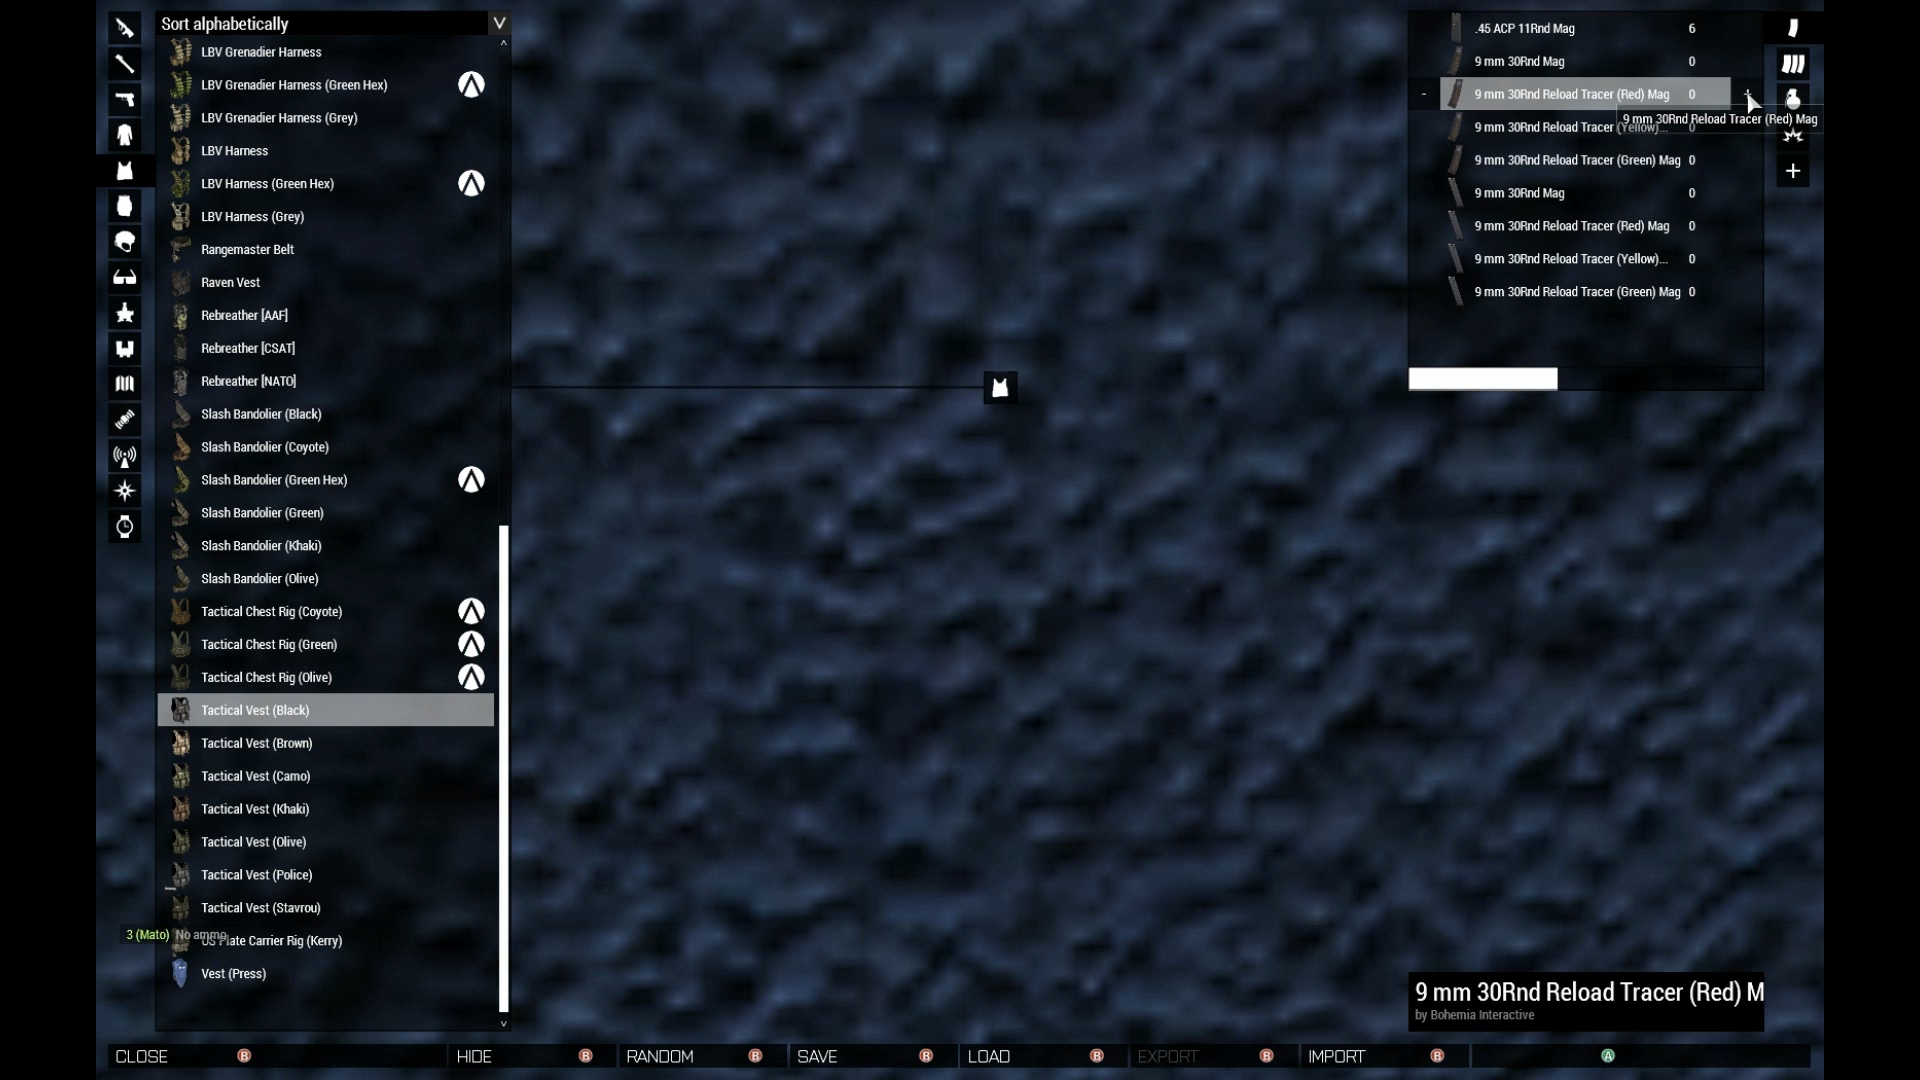 Sort alphabetically
LBV Grenadier Harness
LBV Grenadier Harness (Green Hex)
LBV Grenadier Harness (Grey)
LBV Harness
LBV Harness (Green Hex)
LBV Harness (Grey)
Rangemaster Belt
Raven Vest
Rebreather [AAF]
Rebreather [CSAT]
Rebreather [NATO]
Slash Bandolier (Black)
Slash Bandolier (Coyote)
Slash Bandolier (Green Hex)
Slash Bandolier (Green)
Slash Bandolier (Khaki)
Slash Bandolier (Olive)
Tactical Chest Rig (Coyote)
Tactical Chest Rig (Green)
Tactical Chest Rig (Olive)
Tactical Vest (Black)
Tactical Vest (Brown)
Tactical Vest (Camo)
Tactical Vest (Khaki)
Tactical Vest (Olive)
Tactical Vest (Police)
Tactical Vest (Stavrou)
3 (Mato) No ammo
US Plate Carrier Rig (Kerry)
Vest (Press)
.45 ACP 11Rnd Mag 6
9 mm 30Rnd Mag 0
- 9 mm 30Rnd Reload Tracer (Red) Mag 0 +
9 mm 30Rnd Reload Tracer (Red) Mag
9 mm 30Rnd Reload Tracer (Yellow)... 0
9 mm 30Rnd Reload Tracer (Green) Mag 0
9 mm 30Rnd Mag 0
9 mm 30Rnd Reload Tracer (Red) Mag 0
9 mm 30Rnd Reload Tracer (Yellow)... 0
9 mm 30Rnd Reload Tracer (Green) Mag 0
9 mm 30Rnd Reload Tracer (Red) M
by Bohemia Interactive
CLOSE B HIDE B RANDOM B SAVE B LOAD B EXPORT B IMPORT B A